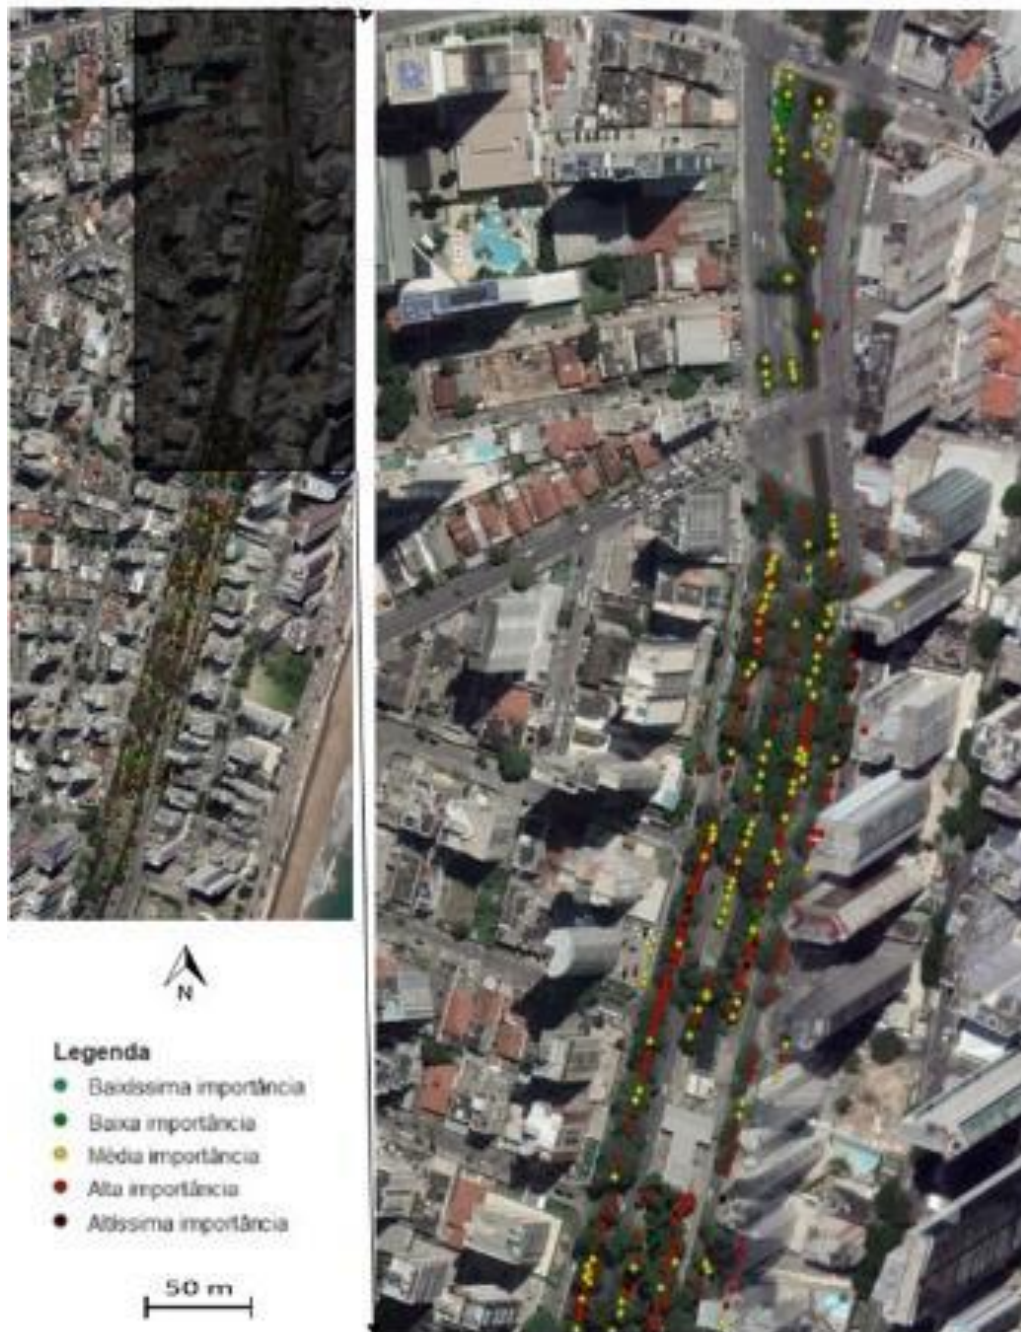 N
Legenda
Baixíssima importância
Baixa importância
Média importância
Alta importância
Altíssima importância
50 m